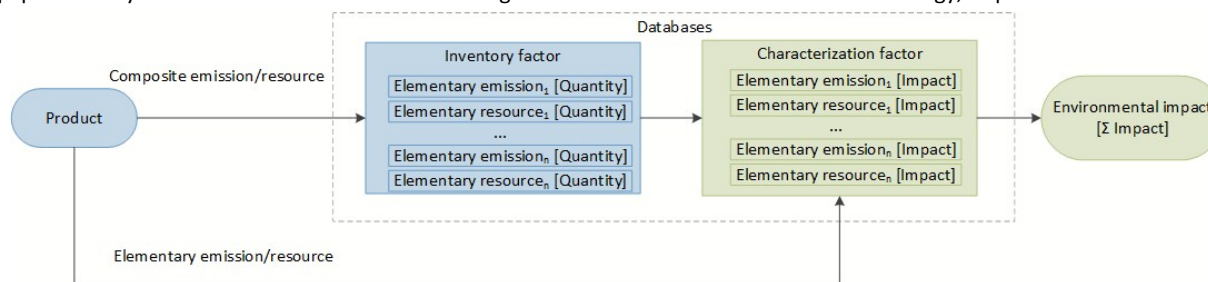 Databases
Inventory factor
Characterization factor
Composite emission/resource
Elementary emission₁ [Quantity]
Elementary resource₁ [Quantity]
...
Elementary emissionₙ [Quantity]
Elementary resourceₙ [Quantity]
Elementary emission₁ [Impact]
Elementary resource₁ [Impact]
...
Elementary emissionₙ [Impact]
Elementary resourceₙ [Impact]
Product
Environmental impact
[Σ Impact]
Elementary emission/resource